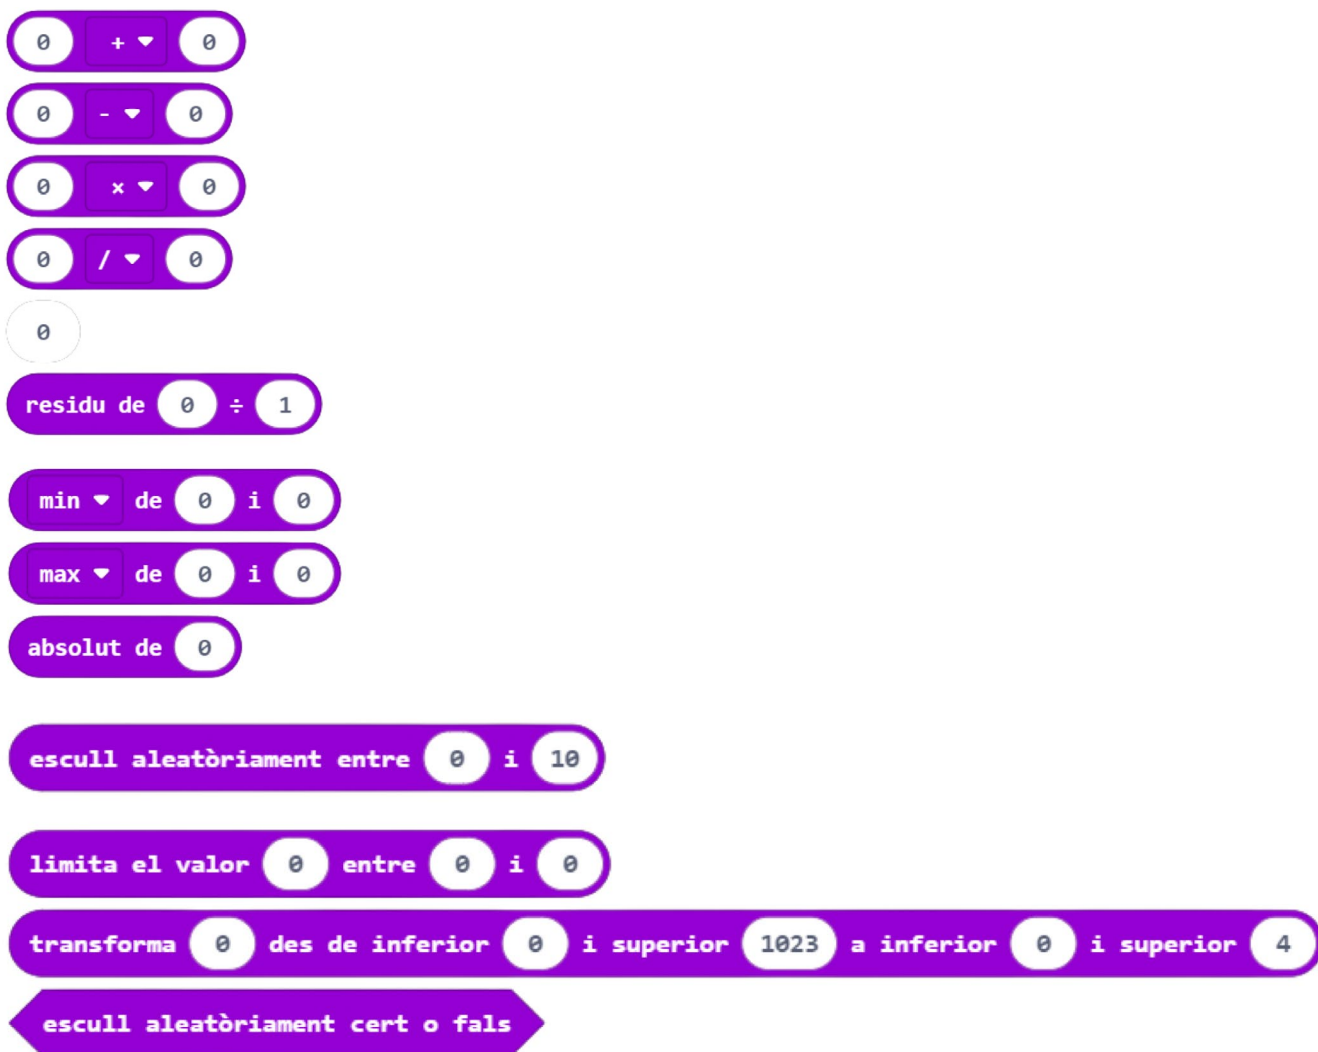 0 + 0
0 - 0
0 × 0
0 / 0
0
residu de 0 ÷ 1
min de 0 i 0
max de 0 i 0
absolut de 0
escull aleatòriament entre 0 i 10
limita el valor 0 entre 0 i 0
transforma 0 des de inferior 0 i superior 1023 a inferior 0 i superior 4
escull aleatòriament cert o fals